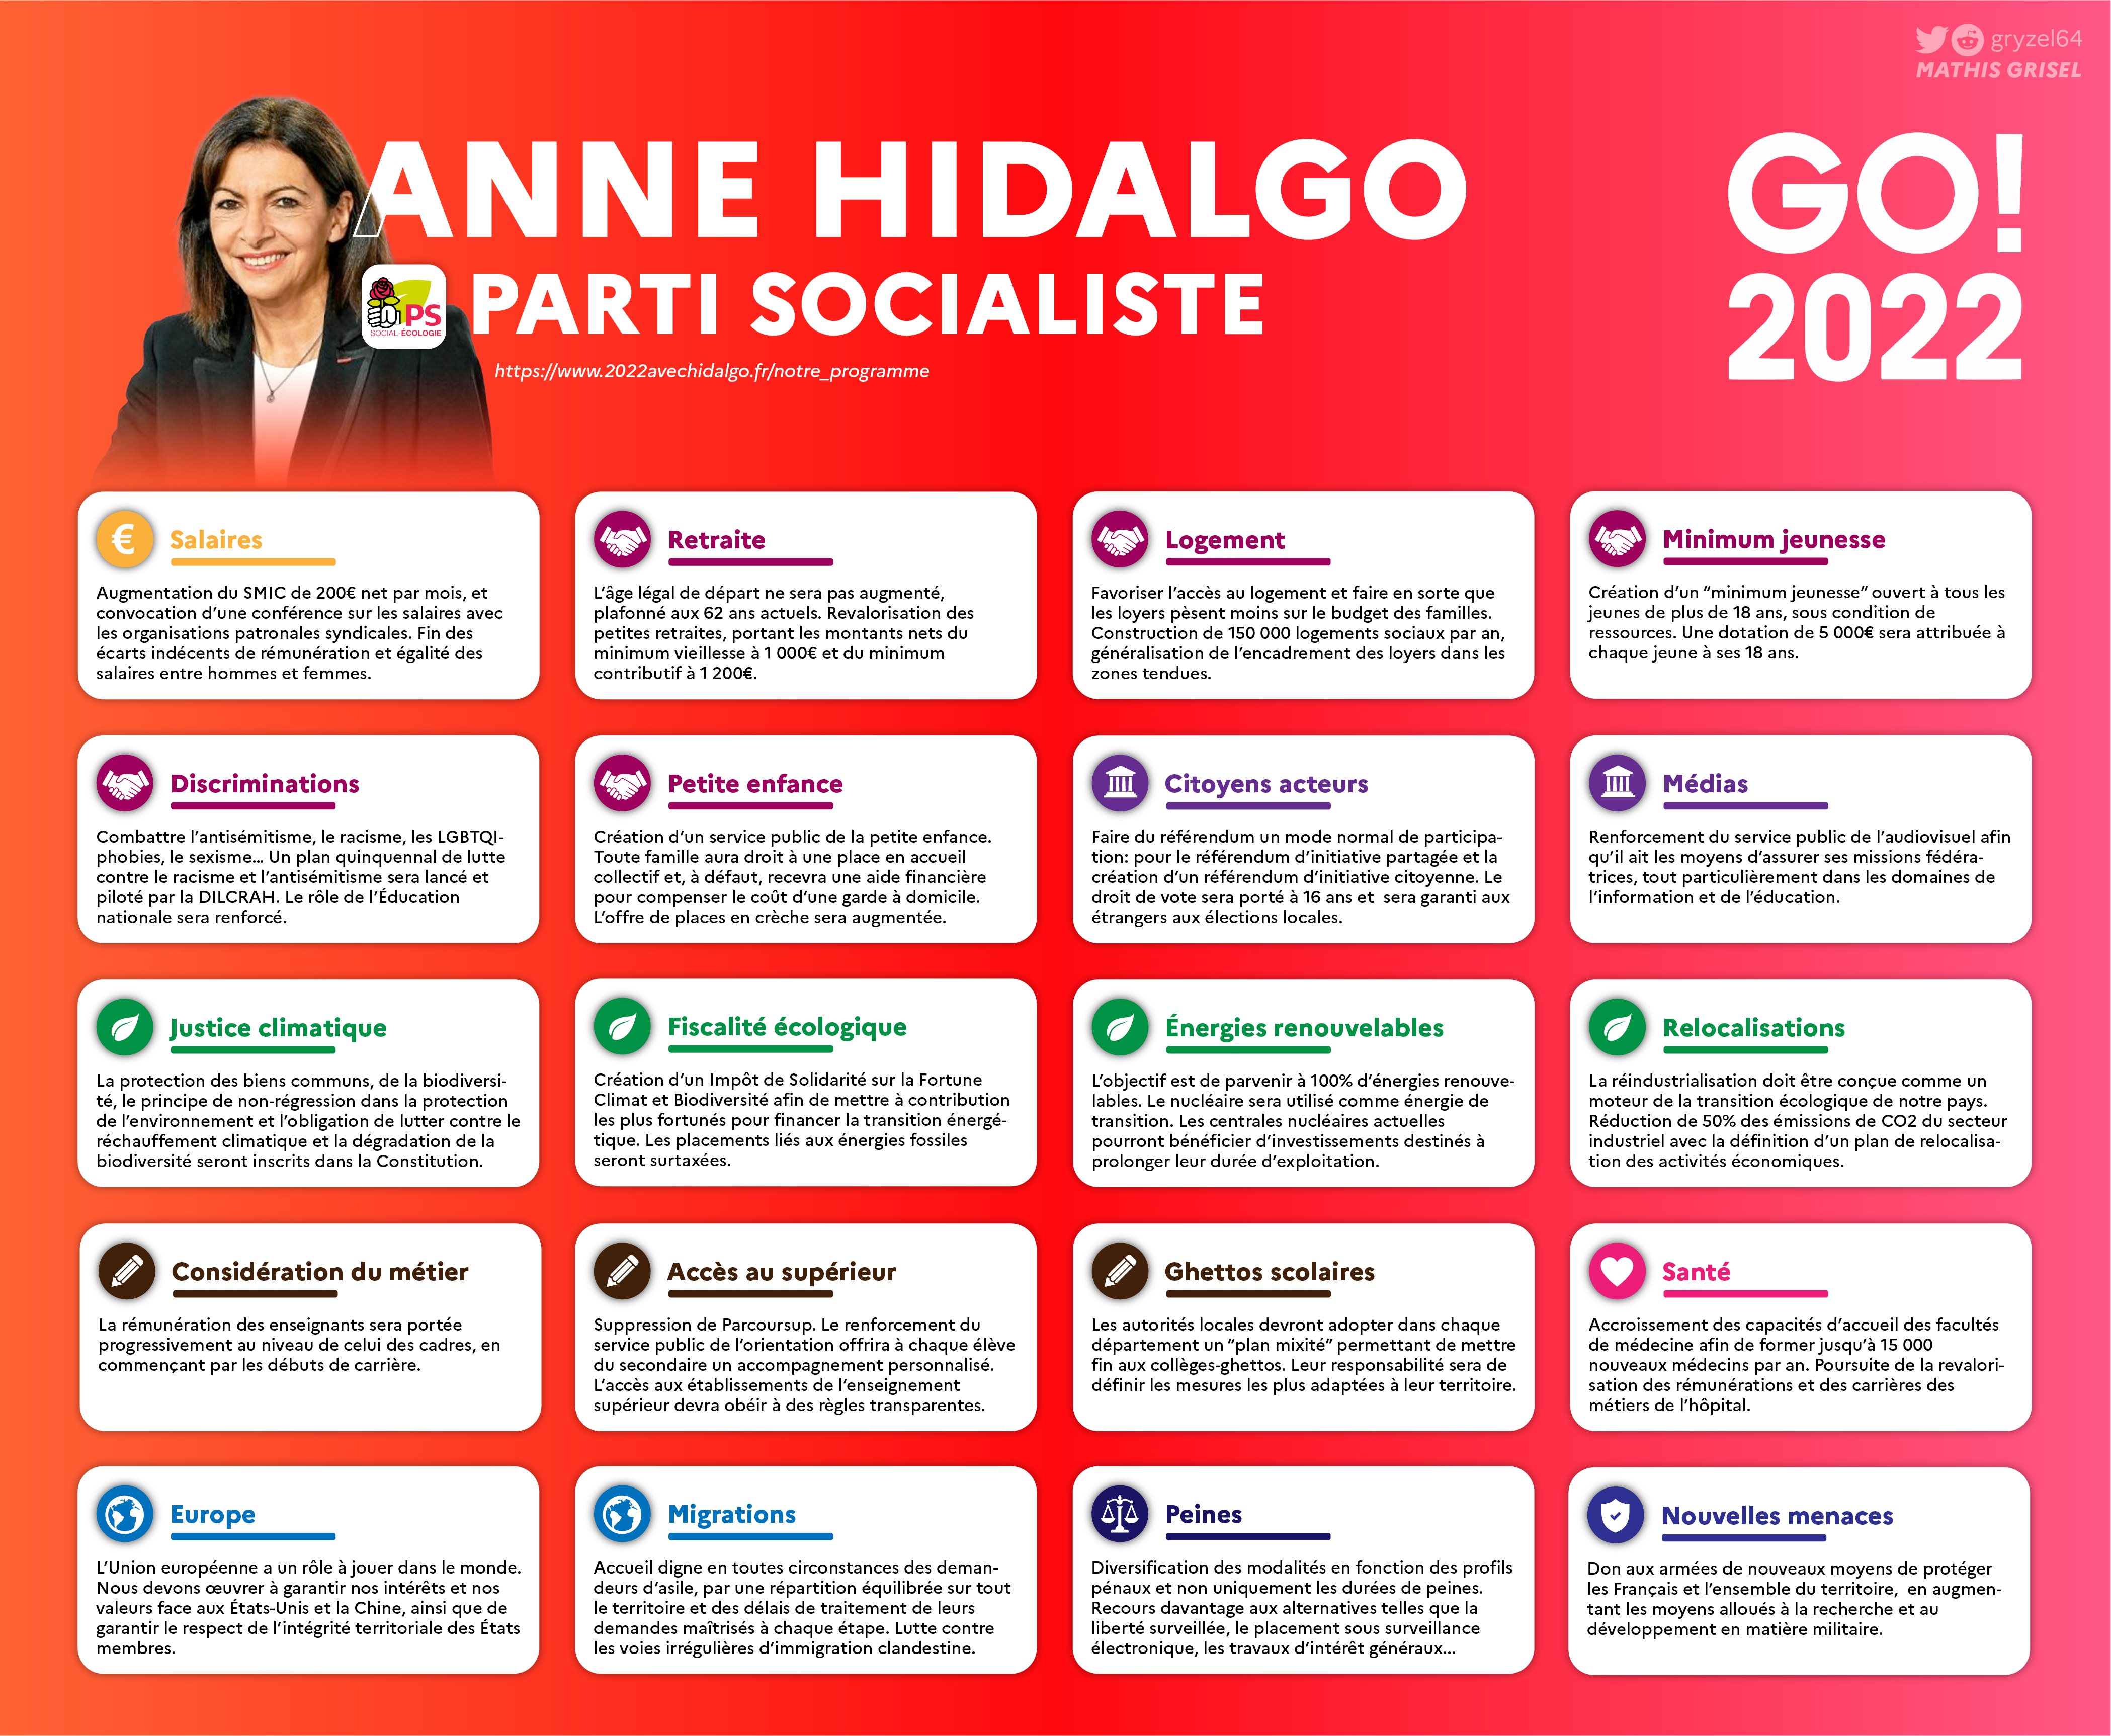 gryzel64
MATHIS GRISEL
ANNE HIDALGO
GO!
2022
PS
SOCIAL-ÉCOLOGIE
PARTI SOCIALISTE
https://www.2022avechidalgo.fr/notre_programme
€
Salaires
Augmentation du SMIC de 200€ net par mois, et
convocation d’une conférence sur les salaires avec
les organisations patronales syndicales. Fin des
écarts indécents de rémunération et égalité des
salaires entre hommes et femmes.
Retraite
L’âge légal de départ ne sera pas augmenté,
plafonné aux 62 ans actuels. Revalorisation des
petites retraites, portant les montants nets du
minimum vieillesse à 1 000€ et du minimum
contributif à 1 200€.
Logement
Favoriser l’accès au logement et faire en sorte que
les loyers pèsent moins sur le budget des familles.
Construction de 150 000 logements sociaux par an,
généralisation de l’encadrement des loyers dans les
zones tendues.
Minimum jeunesse
Création d’un “minimum jeunesse” ouvert à tous les
jeunes de plus de 18 ans, sous condition de
ressources. Une dotation de 5 000€ sera attribuée à
chaque jeune à ses 18 ans.
Discriminations
Combattre l’antisémitisme, le racisme, les LGBTQI-
phobies, le sexisme... Un plan quinquennal de lutte
contre le racisme et l’antisémitisme sera lancé et
piloté par la DILCRAH. Le rôle de l’Éducation
nationale sera renforcé.
Petite enfance
Création d’un service public de la petite enfance.
Toute famille aura droit à une place en accueil
collectif et, à défaut, recevra une aide financière
pour compenser le coût d’une garde à domicile.
L’offre de places en crèche sera augmentée.
Citoyens acteurs
Faire du référendum un mode normal de participa-
tion: pour le référendum d’initiative partagée et la
création d’un référendum d’initiative citoyenne. Le
droit de vote sera porté à 16 ans et  sera garanti aux
étrangers aux élections locales.
Médias
Renforcement du service public de l’audiovisuel afin
qu’il ait les moyens d’assurer ses missions fédéra-
trices, tout particulièrement dans les domaines de
l’information et de l’éducation.
Justice climatique
La protection des biens communs, de la biodiversi-
té, le principe de non-régression dans la protection
de l’environnement et l’obligation de lutter contre le
réchauffement climatique et la dégradation de la
biodiversité seront inscrits dans la Constitution.
Fiscalité écologique
Création d’un Impôt de Solidarité sur la Fortune
Climat et Biodiversité afin de mettre à contribution
les plus fortunés pour financer la transition énergé-
tique. Les placements liés aux énergies fossiles
seront surtaxées.
Énergies renouvelables
L’objectif est de parvenir à 100% d’énergies renouve-
lables. Le nucléaire sera utilisé comme énergie de
transition. Les centrales nucléaires actuelles
pourront bénéficier d’investissements destinés à
prolonger leur durée d’exploitation.
Relocalisations
La réindustrialisation doit être conçue comme un
moteur de la transition écologique de notre pays.
Réduction de 50% des émissions de CO2 du secteur
industriel avec la définition d’un plan de relocalisa-
tion des activités économiques.
Considération du métier
La rémunération des enseignants sera portée
progressivement au niveau de celui des cadres, en
commençant par les débuts de carrière.
Accès au supérieur
Suppression de Parcoursup. Le renforcement du
service public de l’orientation offrira à chaque élève
du secondaire un accompagnement personnalisé.
L’accès aux établissements de l’enseignement
supérieur devra obéir à des règles transparentes.
Ghettos scolaires
Les autorités locales devront adopter dans chaque
département un “plan mixité” permettant de mettre
fin aux collèges-ghettos. Leur responsabilité sera de
définir les mesures les plus adaptées à leur territoire.
Santé
Accroissement des capacités d’accueil des facultés
de médecine afin de former jusqu’à 15 000
nouveaux médecins par an. Poursuite de la revalori-
sation des rémunérations et des carrières des
métiers de l’hôpital.
Europe
L’Union européenne a un rôle à jouer dans le monde.
Nous devons œuvrer à garantir nos intérêts et nos
valeurs face aux États-Unis et la Chine, ainsi que de
garantir le respect de l’intégrité territoriale des États
membres.
Migrations
Accueil digne en toutes circonstances des deman-
deurs d’asile, par une répartition équilibrée sur tout
le territoire et des délais de traitement de leurs
demandes maîtrisés à chaque étape. Lutte contre
les voies irrégulières d’immigration clandestine.
Peines
Diversification des modalités en fonction des profils
pénaux et non uniquement les durées de peines.
Recours davantage aux alternatives telles que la
liberté surveillée, le placement sous surveillance
électronique, les travaux d’intérêt généraux...
Nouvelles menaces
Don aux armées de nouveaux moyens de protéger
les Français et l’ensemble du territoire,  en augmen-
tant les moyens alloués à la recherche et au
développement en matière militaire.